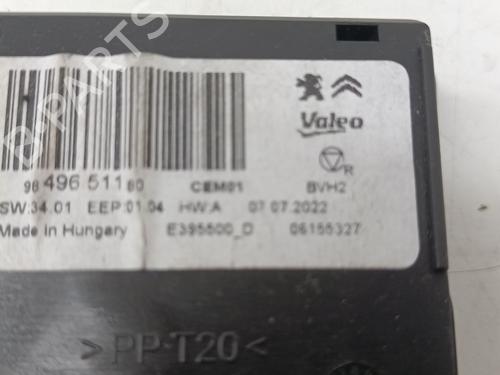 Valeo
R
98 496 511 80 CEM01 BVH2
SW:34.01 EEP:01.04 HW:A 07.07.2022
Made in Hungary E395500_D 06155327
>PP-T20<
B-PARTS